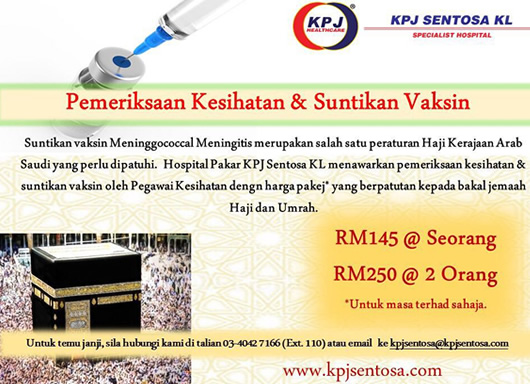 KPJ
HEALTHCARE
KPJ SENTOSA KL
SPECIALIST HOSPITAL
Pemeriksaan Kesihatan & Suntikan Vaksin
Suntikan vaksin Meninggococcal Meningitis merupakan salah satu peraturan Haji Kerajaan Arab
Saudi yang perlu dipatuhi. Hospital Pakar KPJ Sentosa KL menawarkan pemeriksaan kesihatan &
suntikan vaksin oleh Pegawai Kesihatan dengn harga pakej* yang berpatutan kepada bakal jemaah
Haji dan Umrah.
RM145 @ Seorang
RM250 @ 2 Orang
*Untuk masa terhad sahaja.
Untuk temu janji, sila hubungi kami di talian 03-4042 7166 (Ext. 110) atau email ke kpjsentosa@kpjsentosa.com
www.kpjsentosa.com